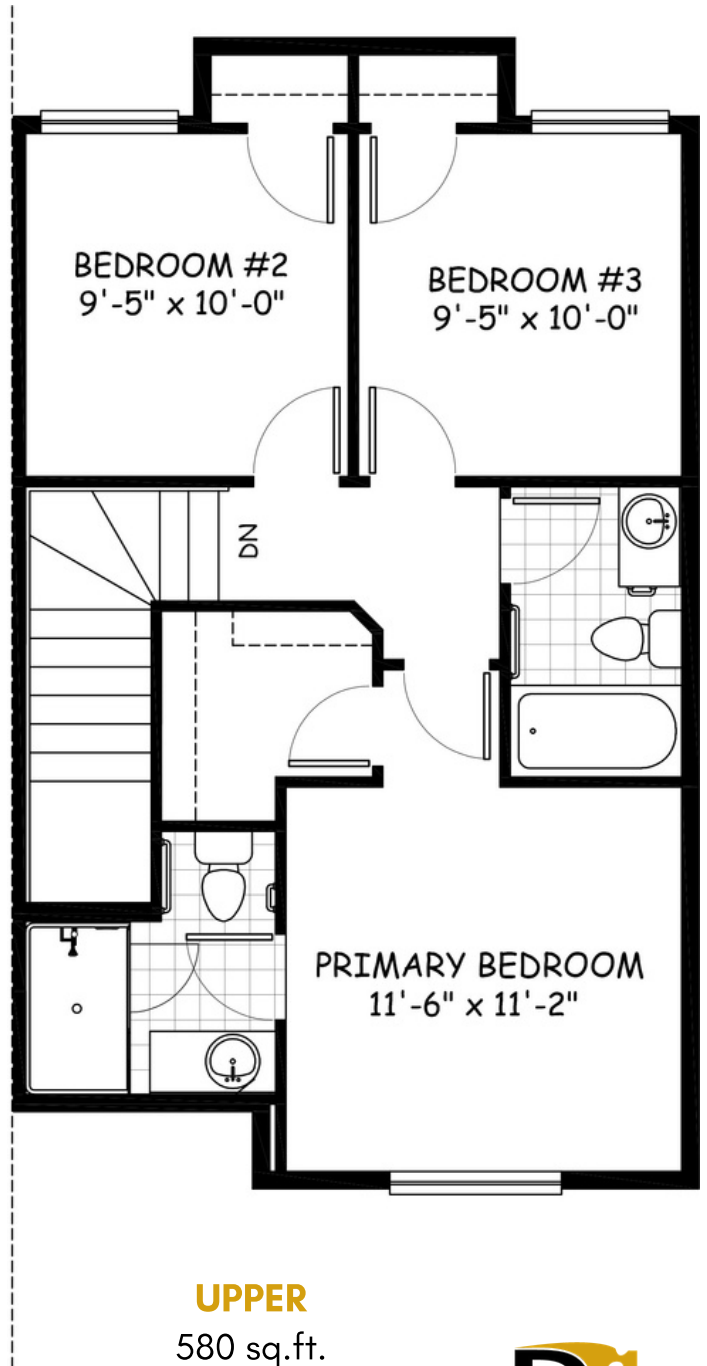 BEDROOM #2
9'-5" x 10'-0"
BEDROOM #3
9'-5" x 10'-0"
DN
PRIMARY BEDROOM
11'-6" x 11'-2"
UPPER
580 sq.ft.